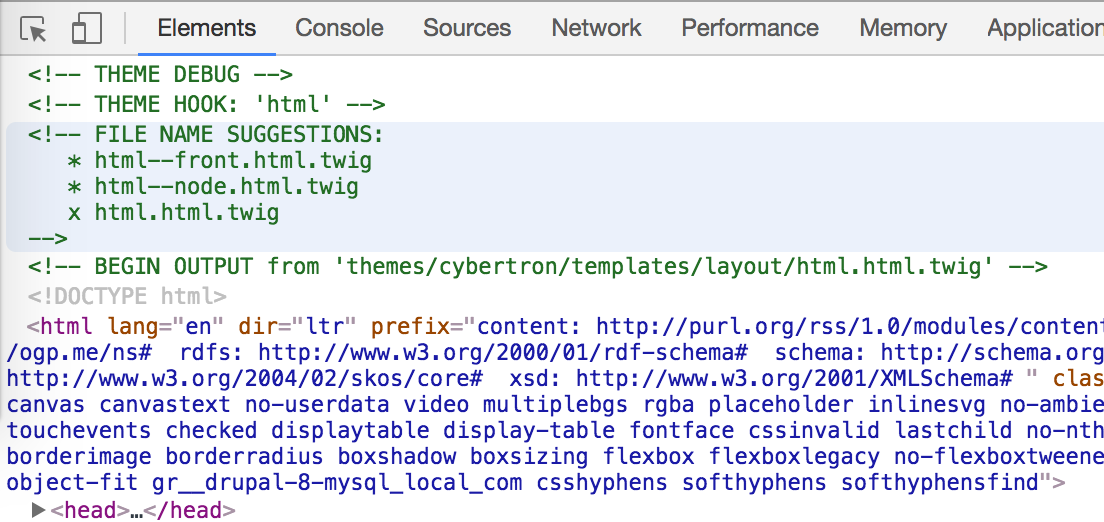 Elements Console Sources Network Performance Memory Application
<!-- THEME DEBUG -->
<!-- THEME HOOK: 'html' -->
<!-- FILE NAME SUGGESTIONS:
* html--front.html.twig
* html--node.html.twig
x html.html.twig
-->
<!-- BEGIN OUTPUT from 'themes/cybertron/templates/layout/html.html.twig' -->
<!DOCTYPE html>
<html lang="en" dir="ltr" prefix="content: http://purl.org/rss/1.0/modules/content
/ogp.me/ns#  rdfs: http://www.w3.org/2000/01/rdf-schema#  schema: http://schema.org
http://www.w3.org/2004/02/skos/core#  xsd: http://www.w3.org/2001/XMLSchema# " clas
canvas canvastext no-userdata video multiplebgs rgba placeholder inlinesvg no-ambie
touchevents checked displaytable display-table fontface cssinvalid lastchild no-nth
borderimage borderradius boxshadow boxsizing flexbox flexboxlegacy no-flexboxtweene
object-fit gr__drupal-8-mysql_local_com csshyphens softhyphens softhyphensfind">
▶<head>…</head>